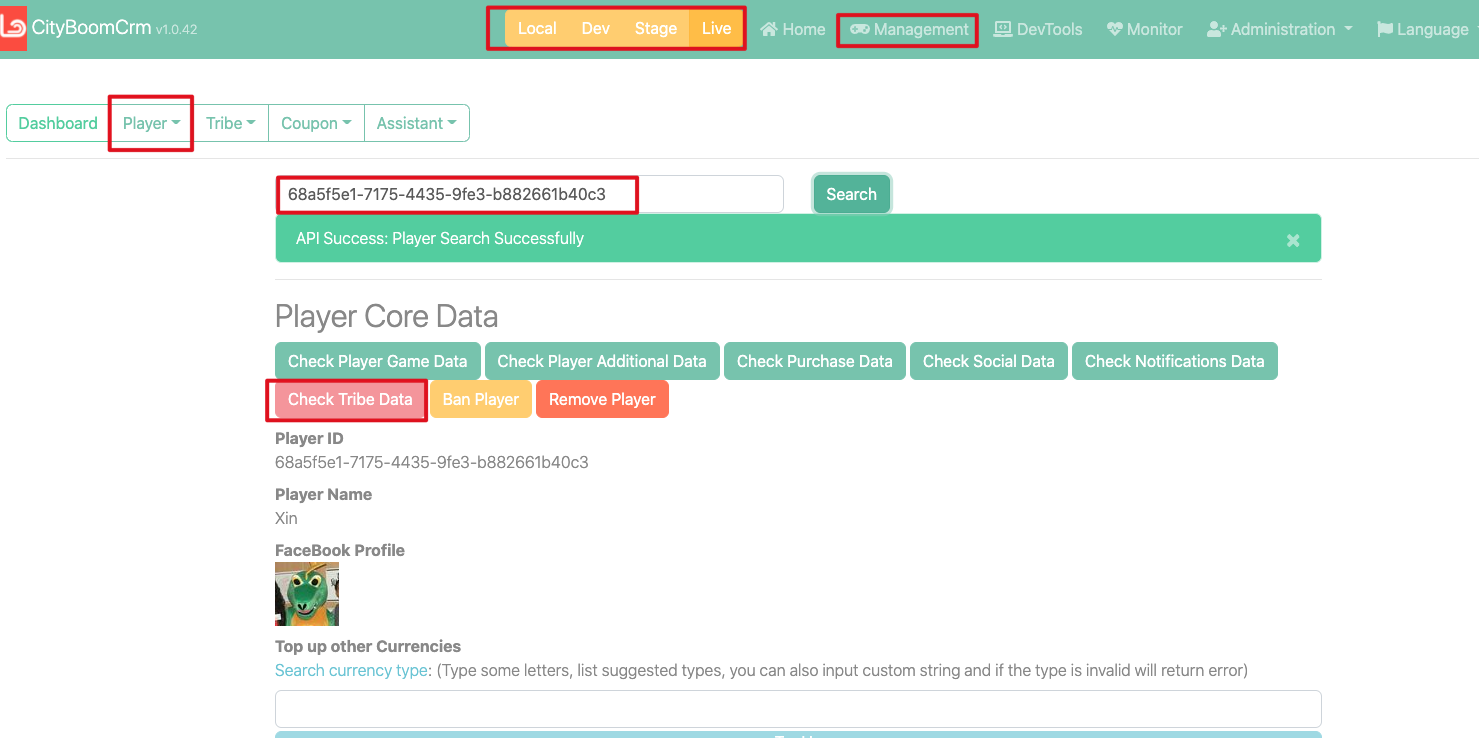 CityBoomCrm v1.0.42 Local Dev Stage Live Home Management DevTools Monitor Administration Language
Dashboard Player Tribe Coupon Assistant
68a5f5e1-7175-4435-9fe3-b882661b40c3 Search
API Success: Player Search Successfully ×
Player Core Data
Check Player Game Data Check Player Additional Data Check Purchase Data Check Social Data Check Notifications Data
Check Tribe Data Ban Player Remove Player
Player ID
68a5f5e1-7175-4435-9fe3-b882661b40c3
Player Name
Xin
FaceBook Profile
Top up other Currencies
Search currency type: (Type some letters, list suggested types, you can also input custom string and if the type is invalid will return error)